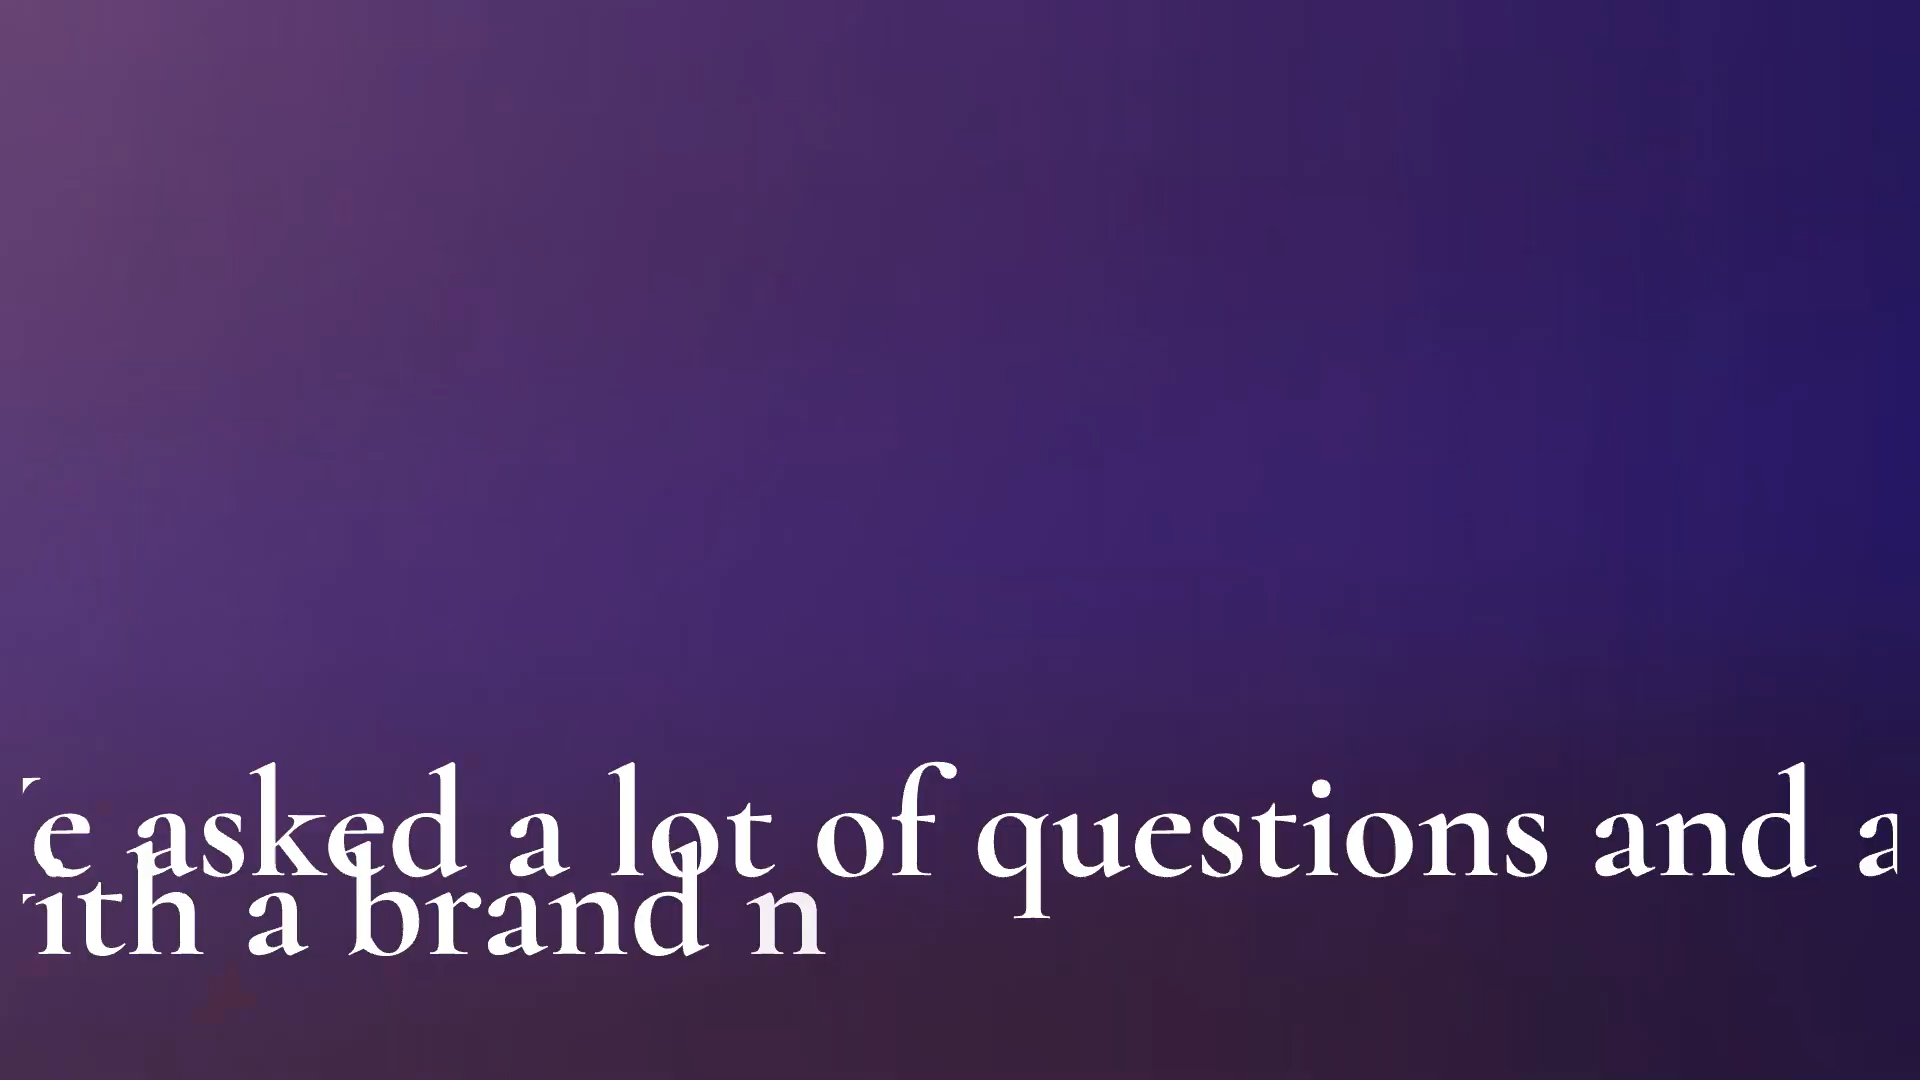 e asked a lot of questions and a
ith a brand n